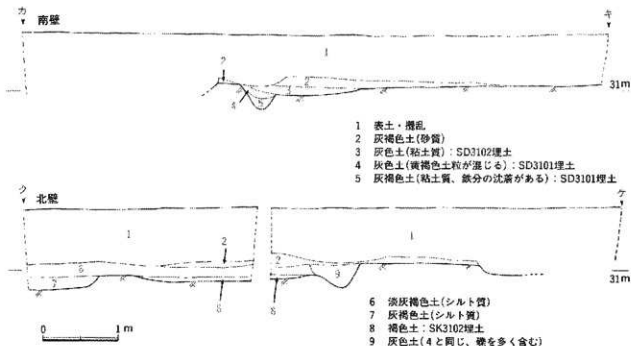 カ
南壁
キ
1
2
2
3
31m
4
5
1 表土・攪乱
2 灰褐色土(砂質)
3 灰色土(粘土質):SD3102埋土
4 灰色土(黄褐色土粒が混じる):SD3101埋土
5 灰褐色土(粘土質、鉄分の沈着がある):SD3101埋土
ク
北壁
ケ
1
2
1
6
2
9
7
6
8
31m
0 1m
6 淡灰褐色土(シルト質)
7 灰褐色土(シルト質)
8 褐色土:SK3102埋土
9 灰色土(4と同じ、礫を多く含む)